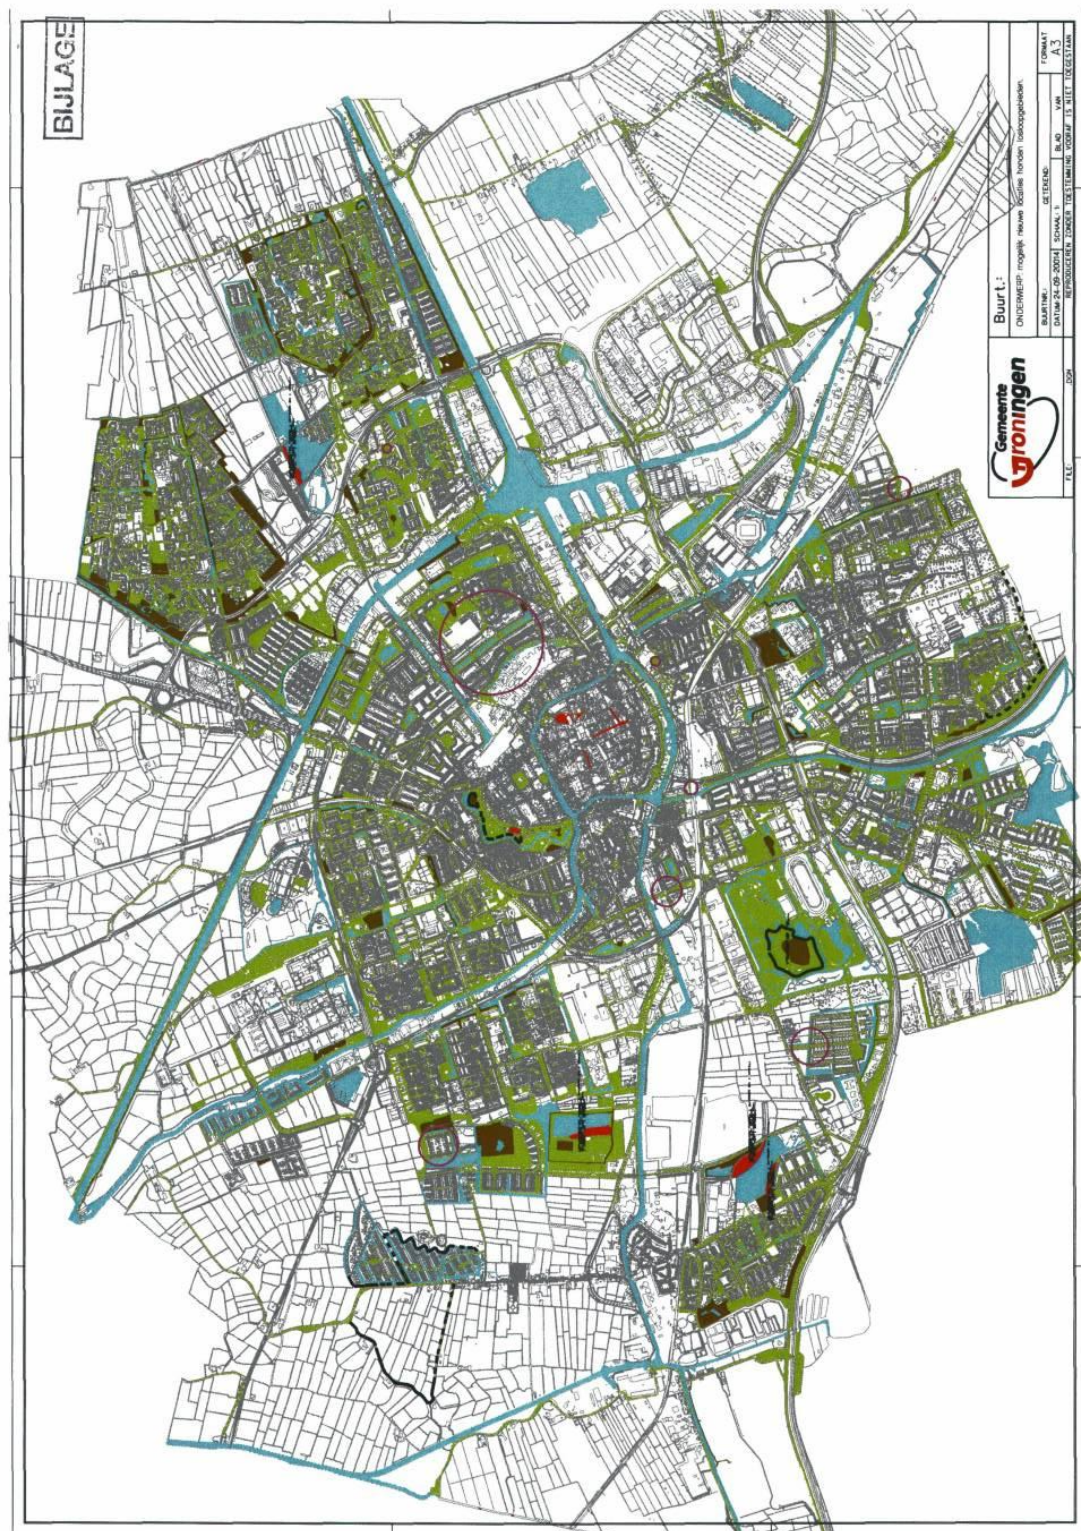 BIJLAGE
Buurt.:
ONDERWERP: mogelijk nieuwe locaties honden losloopgebieden.
BUURTNR.:
GETEKEND:
FORMAAT
A3
DATUM:24-09-20014
SCHAAL: 1:
BLAD
VAN
REPRODUCEREN ZONDER TOESTEMMING VOORAF IS NIET TOEGESTAAN
FILE:
.DGN
Gemeente
Groningen